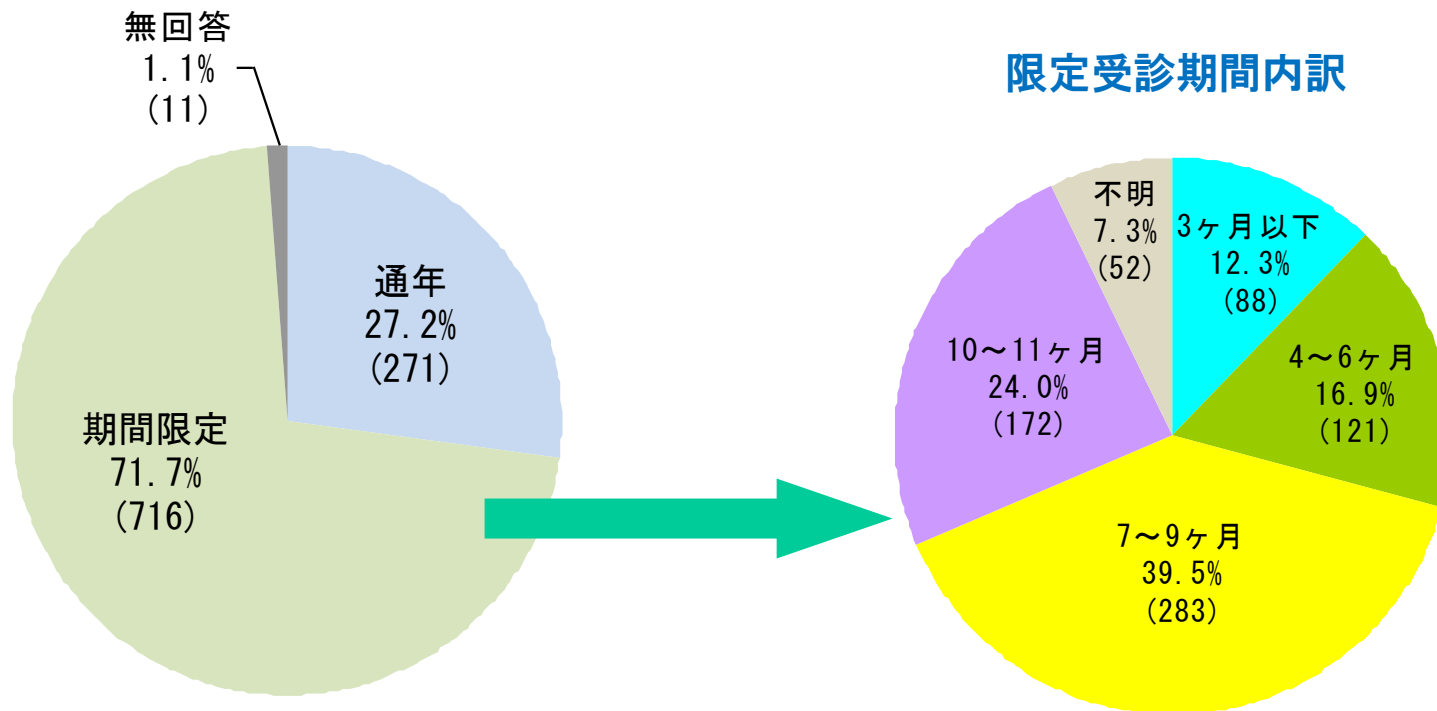 無回答
1.1%
(11)
通年
27.2%
(271)
期間限定
71.7%
(716)
限定受診期間内訳
3ヶ月以下
12.3%
(88)
4～6ヶ月
16.9%
(121)
7～9ヶ月
39.5%
(283)
10～11ヶ月
24.0%
(172)
不明
7.3%
(52)